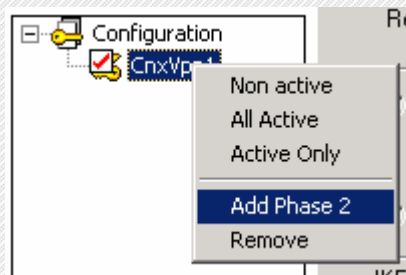 Configuration
CnxVpn1
Non active
All Active
Active Only
Add Phase 2
Remove